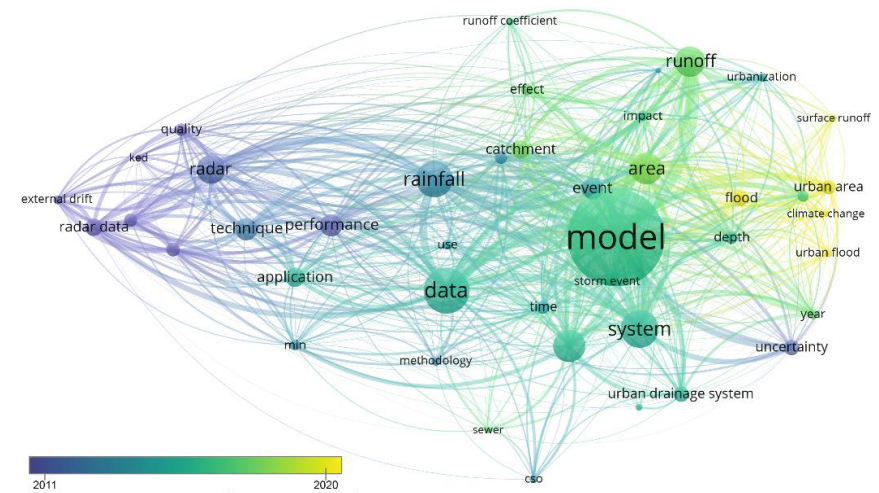 runoff coefficient
runoff
urbanization
effect
impact
surface runoff
quality
catchment
ked
radar
rainfall
event
area
flood
urban area
external drift
climate change
radar data
technique
performance
model
depth
use
urban flood
application
storm event
data
time
year
min
methodology
system
uncertainty
urban drainage system
sewer
cso
2011
2020